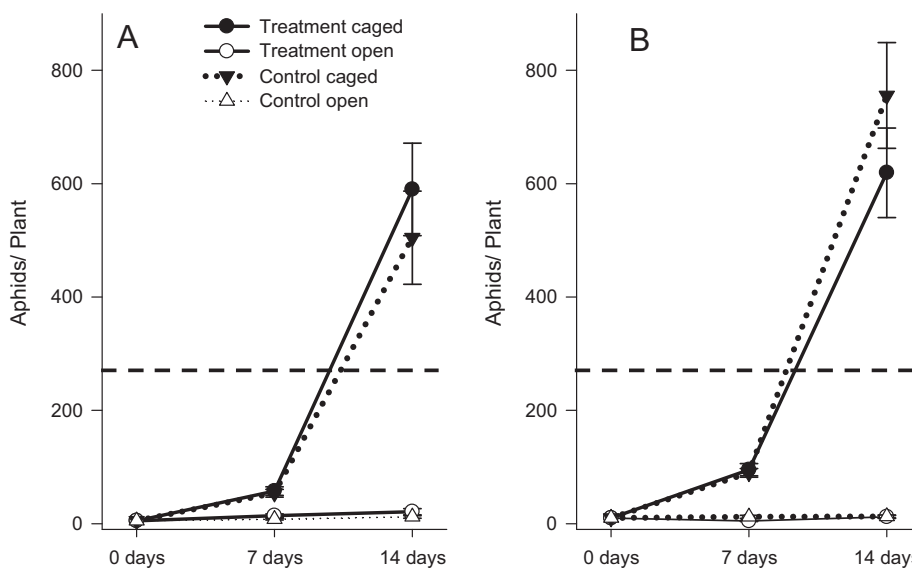 A
Treatment caged
Treatment open
Control caged
Control open
Aphids/ Plant
800
600
400
200
0
0 days
7 days
14 days
B
Aphids/ Plant
800
600
400
200
0
0 days
7 days
14 days